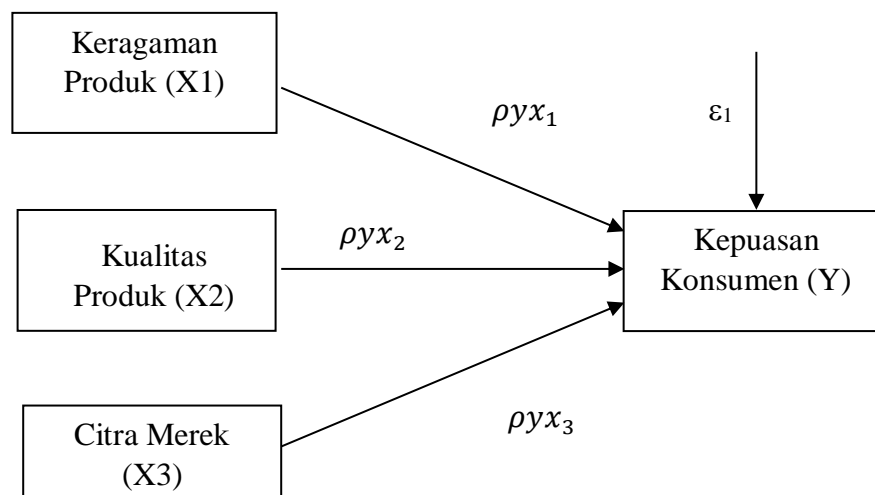 Keragaman
Produk (X1)
𝜌𝑦𝑥₁
ε₁
𝜌𝑦𝑥₂
Kualitas
Produk (X2)
Kepuasan
Konsumen (Y)
Citra Merek
(X3)
𝜌𝑦𝑥₃